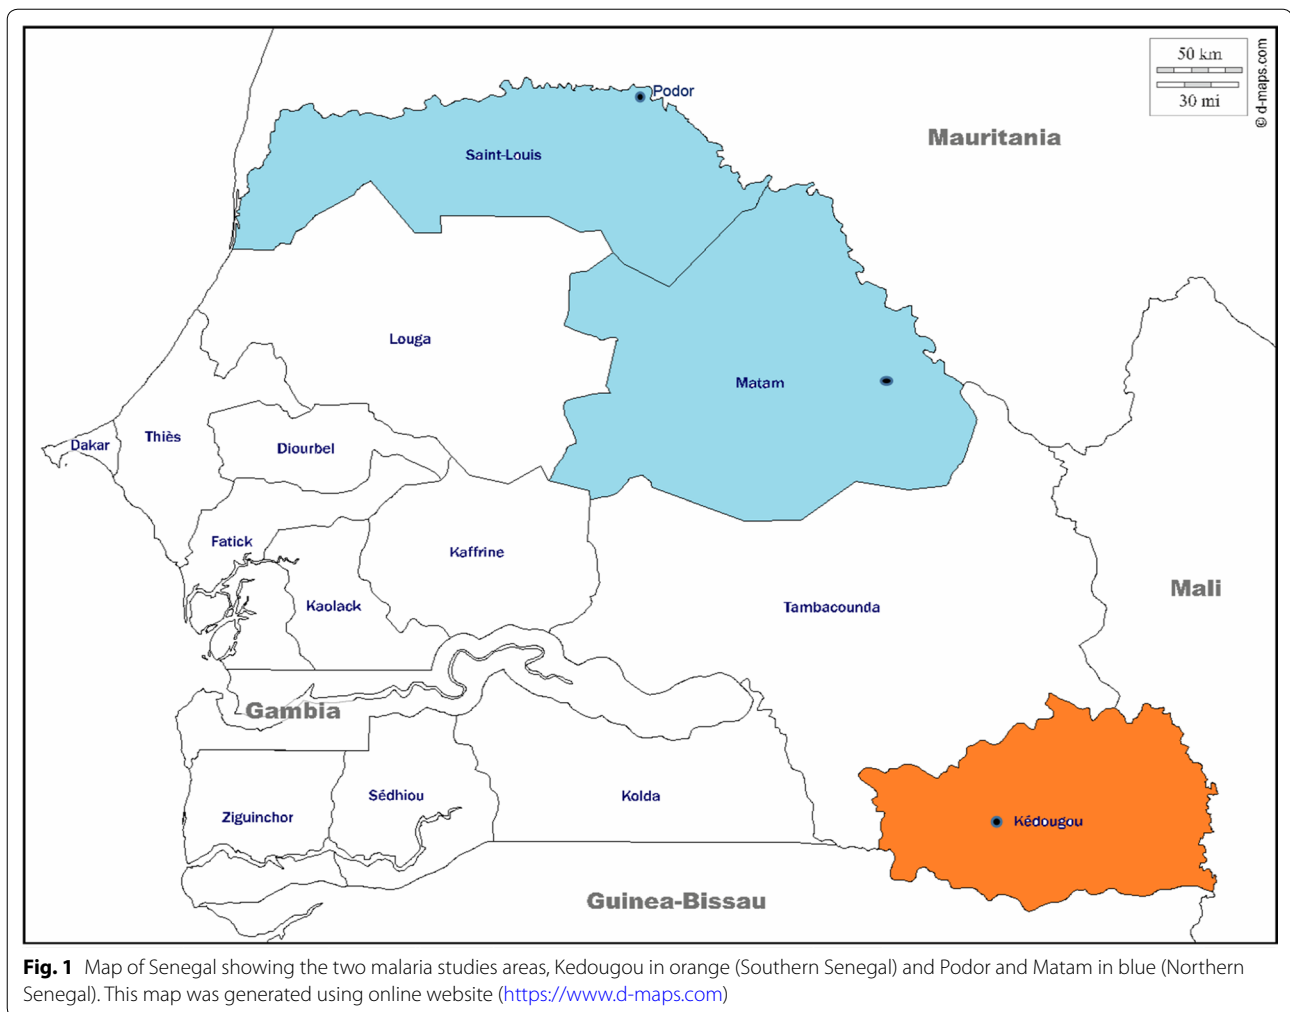 50 km
30 mi
© d-maps.com
Podor
Mauritania
Saint-Louis
Louga
Matam
Dakar
Thiès
Diourbel
Fatick
Kaffrine
Kaolack
Tambacounda
Mali
Gambia
Ziguinchor
Sédhiou
Kolda
Kédougou
Guinea-Bissau
Fig. 1 Map of Senegal showing the two malaria studies areas, Kedougou in orange (Southern Senegal) and Podor and Matam in blue (Northern
Senegal). This map was generated using online website (https://www.d-maps.com)